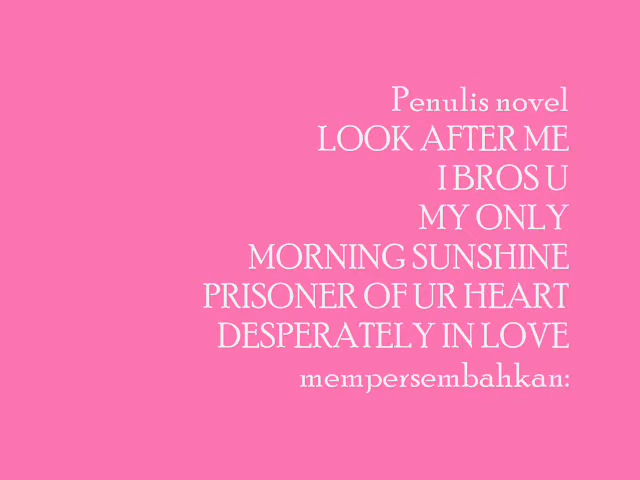 Penulis novel
LOOK AFTER ME
I BROS U
MY ONLY
MORNING SUNSHINE
PRISONER OF UR HEART
DESPERATELY IN LOVE
mempersembahkan: